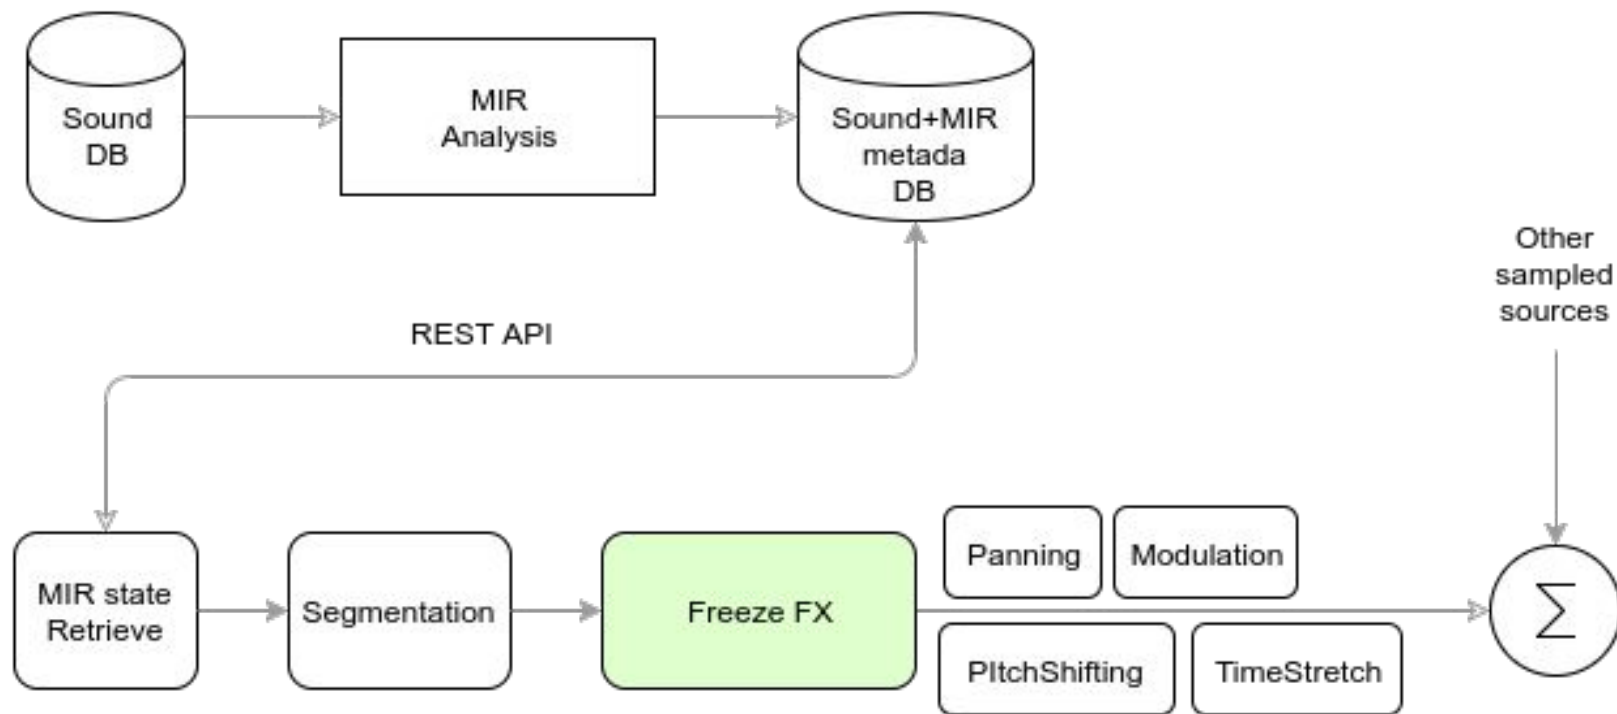 Sound
DB
MIR
Analysis
Sound+MIR
metada
DB
Other
sampled
sources
REST API
MIR state
Retrieve
Segmentation
Freeze FX
Panning
Modulation
PItchShifting
TimeStretch
Σ